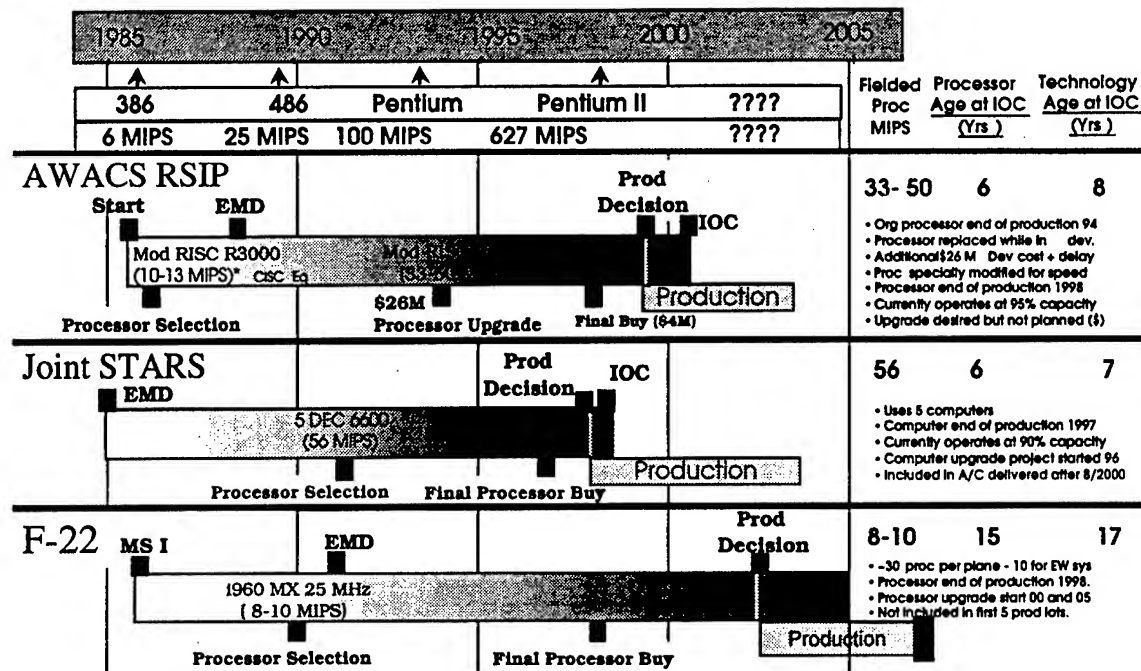 1985 1990 1995 2000 2005
386 486 Pentium Pentium II ????
6 MIPS 25 MIPS 100 MIPS 627 MIPS ????
Fielded Proc MIPS
Processor Age at IOC (Yrs )
Technology Age at IOC (Yrs )
AWACS RSIP
Start
EMD
Prod Decision
IOC
Mod RISC R3000
(10-13 MIPS)* CISC Eq
$26M
Production
Processor Selection
Processor Upgrade
Final Buy ($4M)
33- 50 6 8
• Org processor end of production 94
• Processor replaced while in dev.
• Additional$26 M Dev cost + delay
• Proc specially modified for speed
• Processor end of production 1998
• Currently operates at 95% capacity
• Upgrade desired but not planned ($)
Joint STARS
EMD
Prod Decision
IOC
5 DEC 6600
(56 MIPS)
Production
Processor Selection
Final Processor Buy
56 6 7
• Uses 5 computers
• Computer end of production 1997
• Currently operates at 90% capacity
• Computer upgrade project started 96
• Included in A/C delivered after 8/2000
F-22
MS I
EMD
Prod Decision
1960 MX 25 MHz
( 8-10 MIPS)
Production
Processor Selection
Final Processor Buy
8-10 15 17
• ~30 proc per plane - 10 for EW sys
• Processor end of production 1998.
• Processor upgrade start 00 and 05
• Not included in first 5 prod lots.